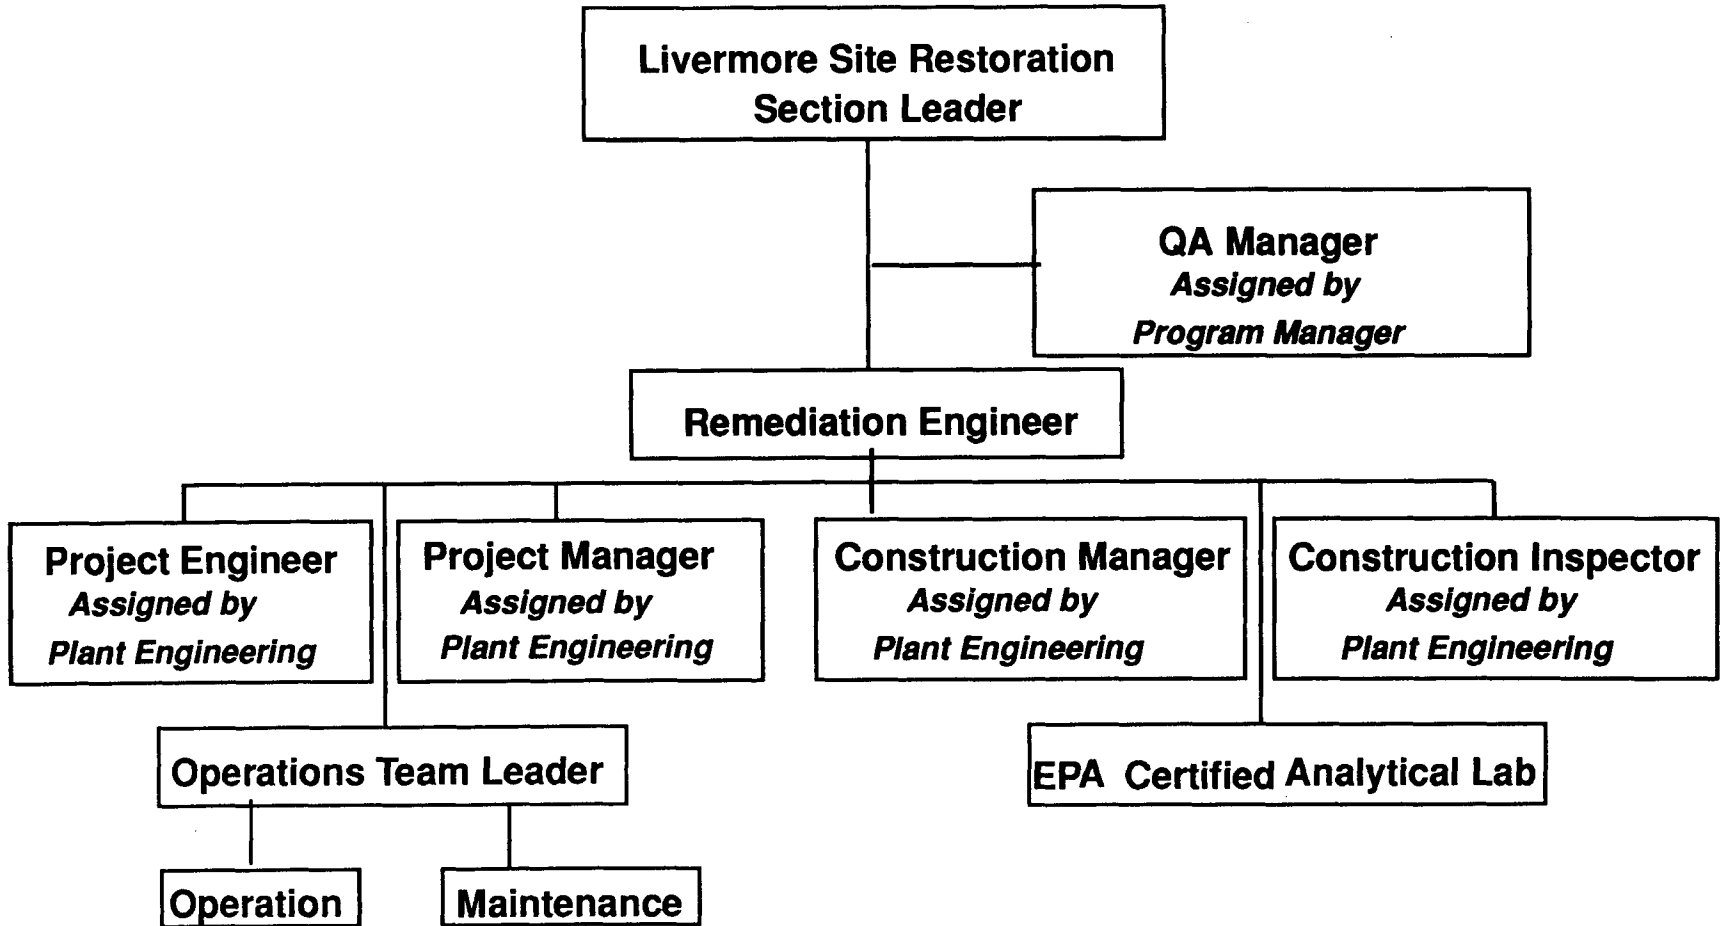 Livermore Site Restoration
Section Leader
QA Manager
Assigned by
Program Manager
Remediation Engineer
Project Engineer
Assigned by
Plant Engineering
Project Manager
Assigned by
Plant Engineering
Construction Manager
Assigned by
Plant Engineering
Construction Inspector
Assigned by
Plant Engineering
Operations Team Leader
EPA Certified Analytical Lab
Operation
Maintenance